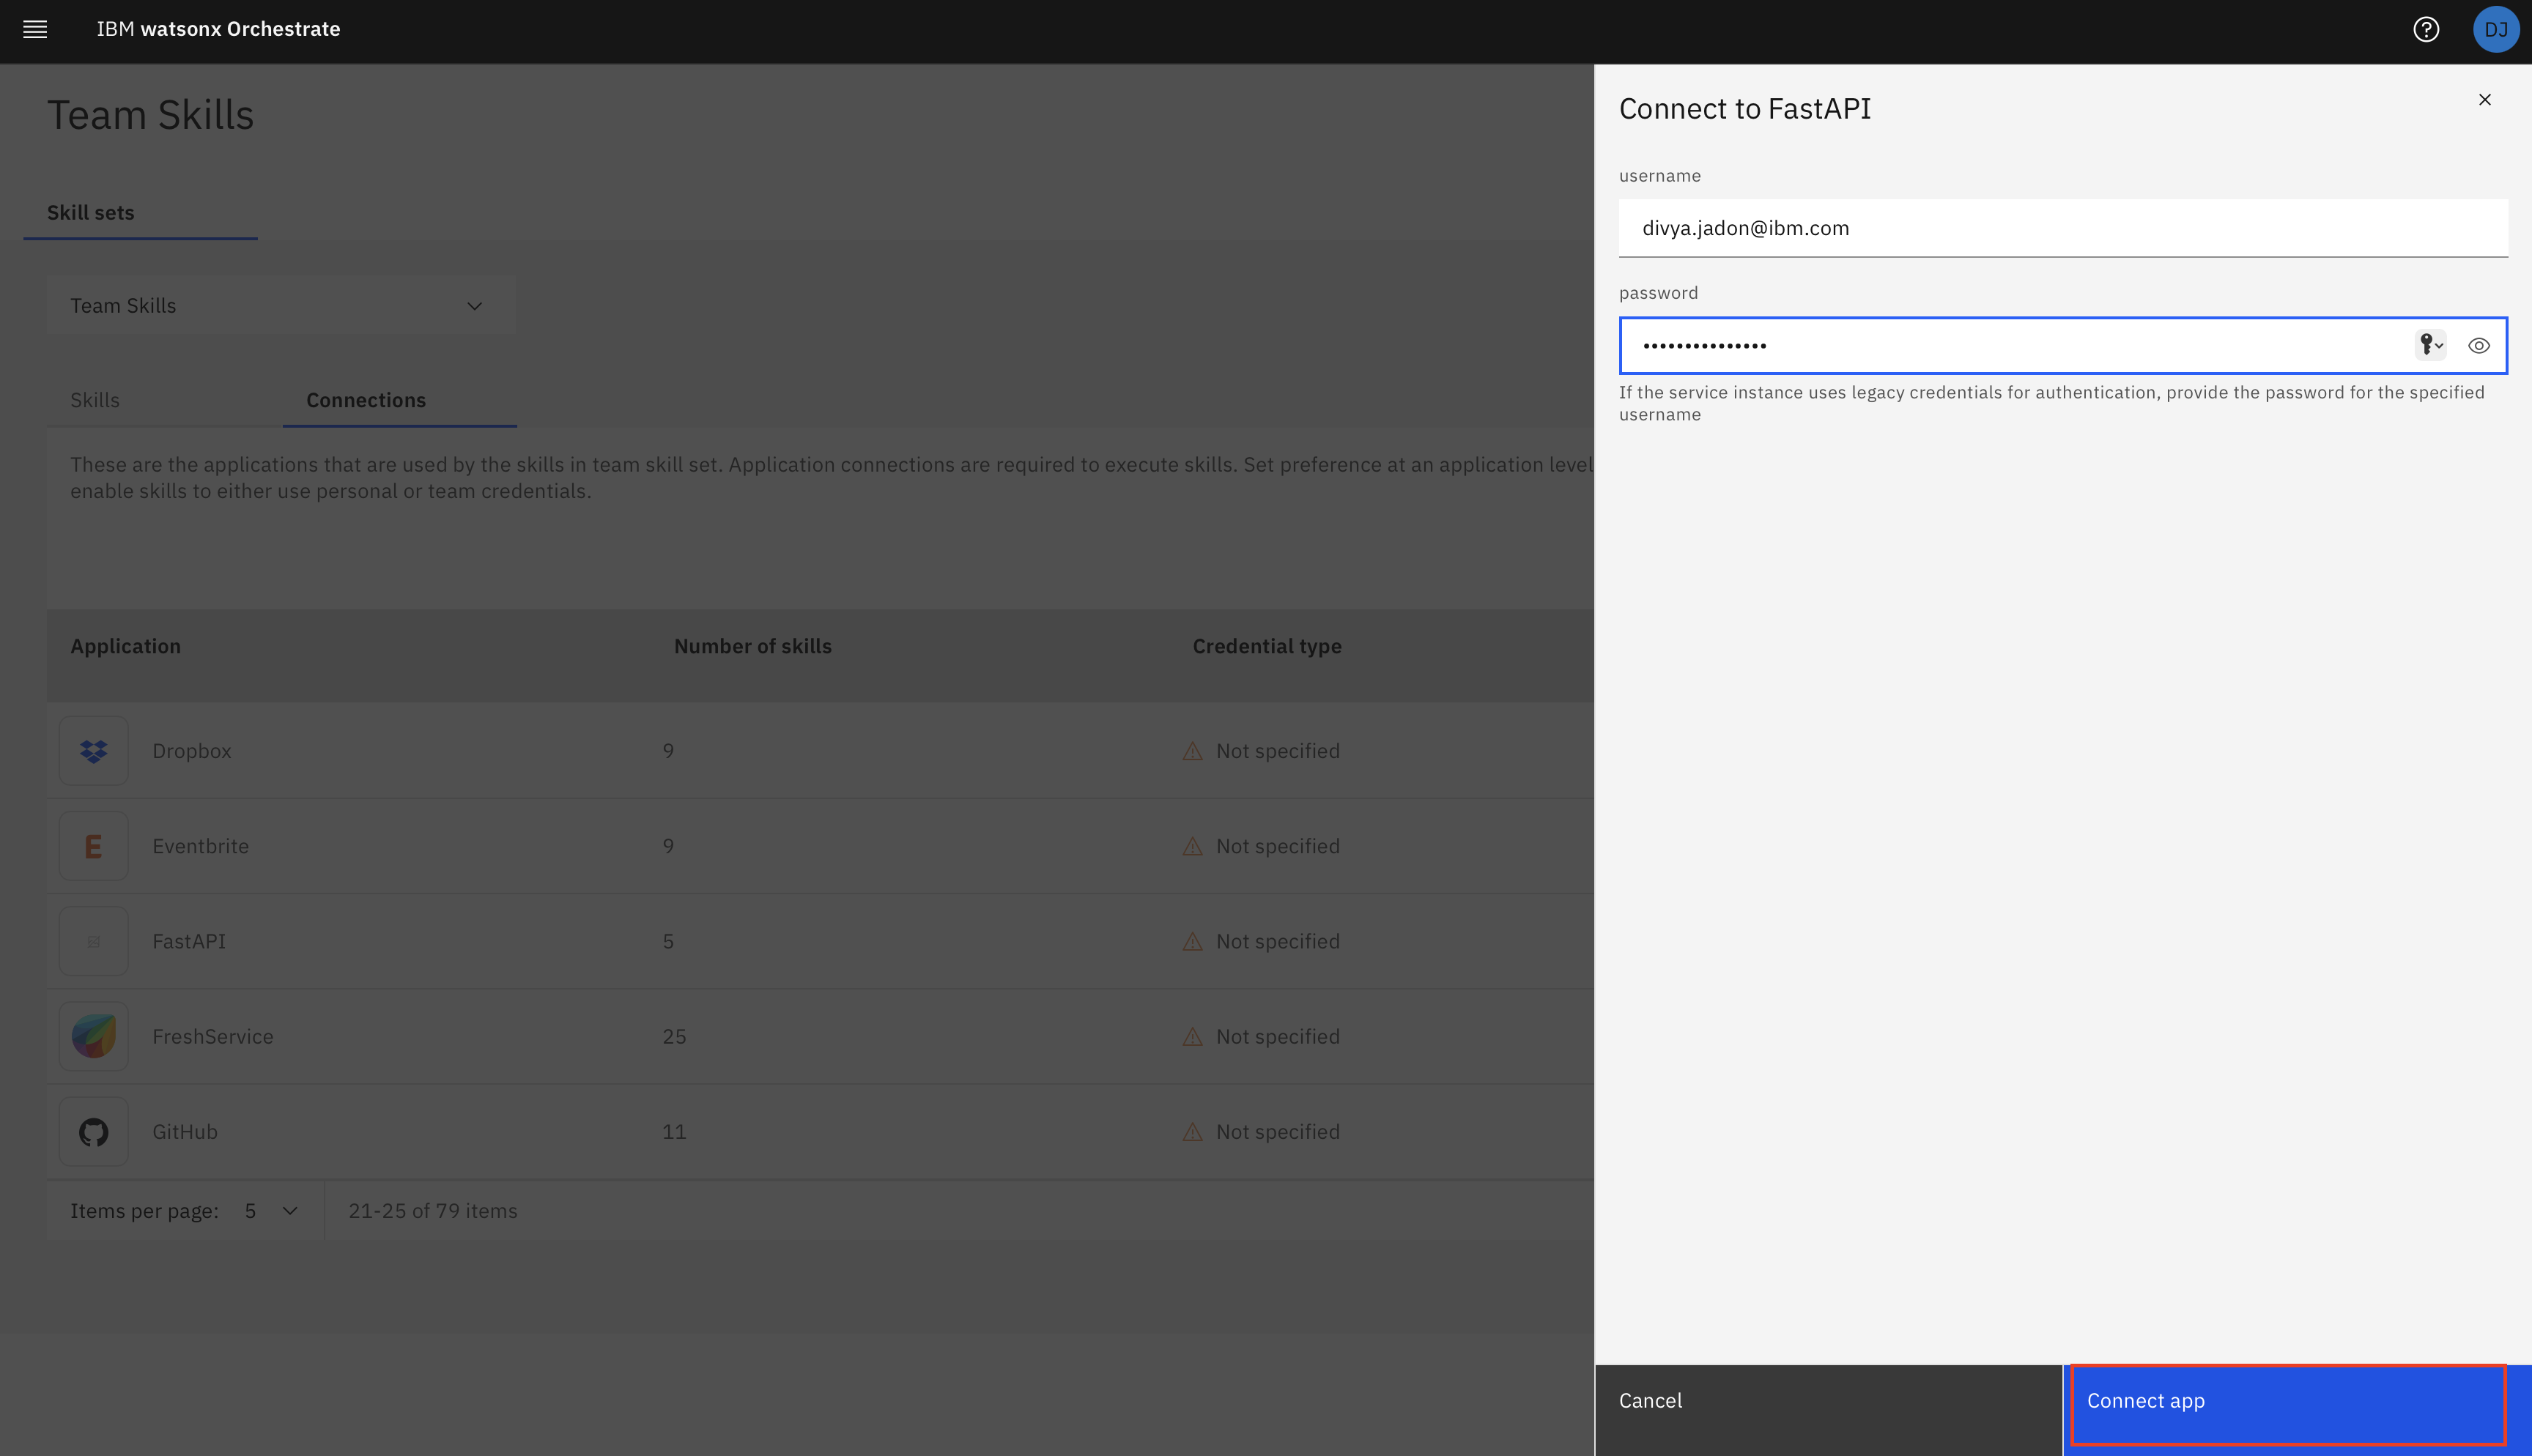 IBM watsonx Orchestrate
DJ
Team Skills
Skill sets
Team Skills
Skills
Connections
These are the applications that are used by the skills in team skill set. Application connections are required to execute skills. Set preference at an application level
enable skills to either use personal or team credentials.
Application
Number of skills
Credential type
Dropbox
9
Not specified
E
Eventbrite
9
Not specified
FastAPI
5
Not specified
FreshService
25
Not specified
GitHub
11
Not specified
Items per page:
5
21-25 of 79 items
Connect to FastAPI
username
divya.jadon@ibm.com
password
•••••••••••••••
If the service instance uses legacy credentials for authentication, provide the password for the specified
username
Cancel
Connect app